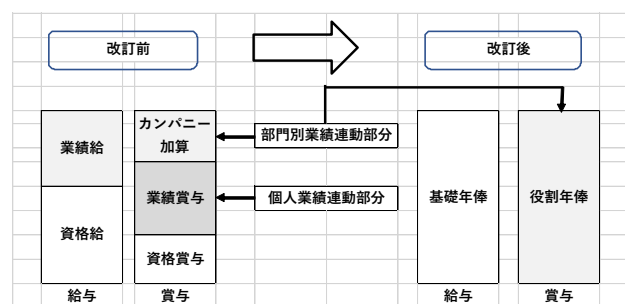 改訂前
改訂後
カンパニー
加算
部門別業績連動部分
業績給
業績賞与
個人業績連動部分
基礎年俸
役割年俸
資格給
資格賞与
給与
賞与
給与
賞与